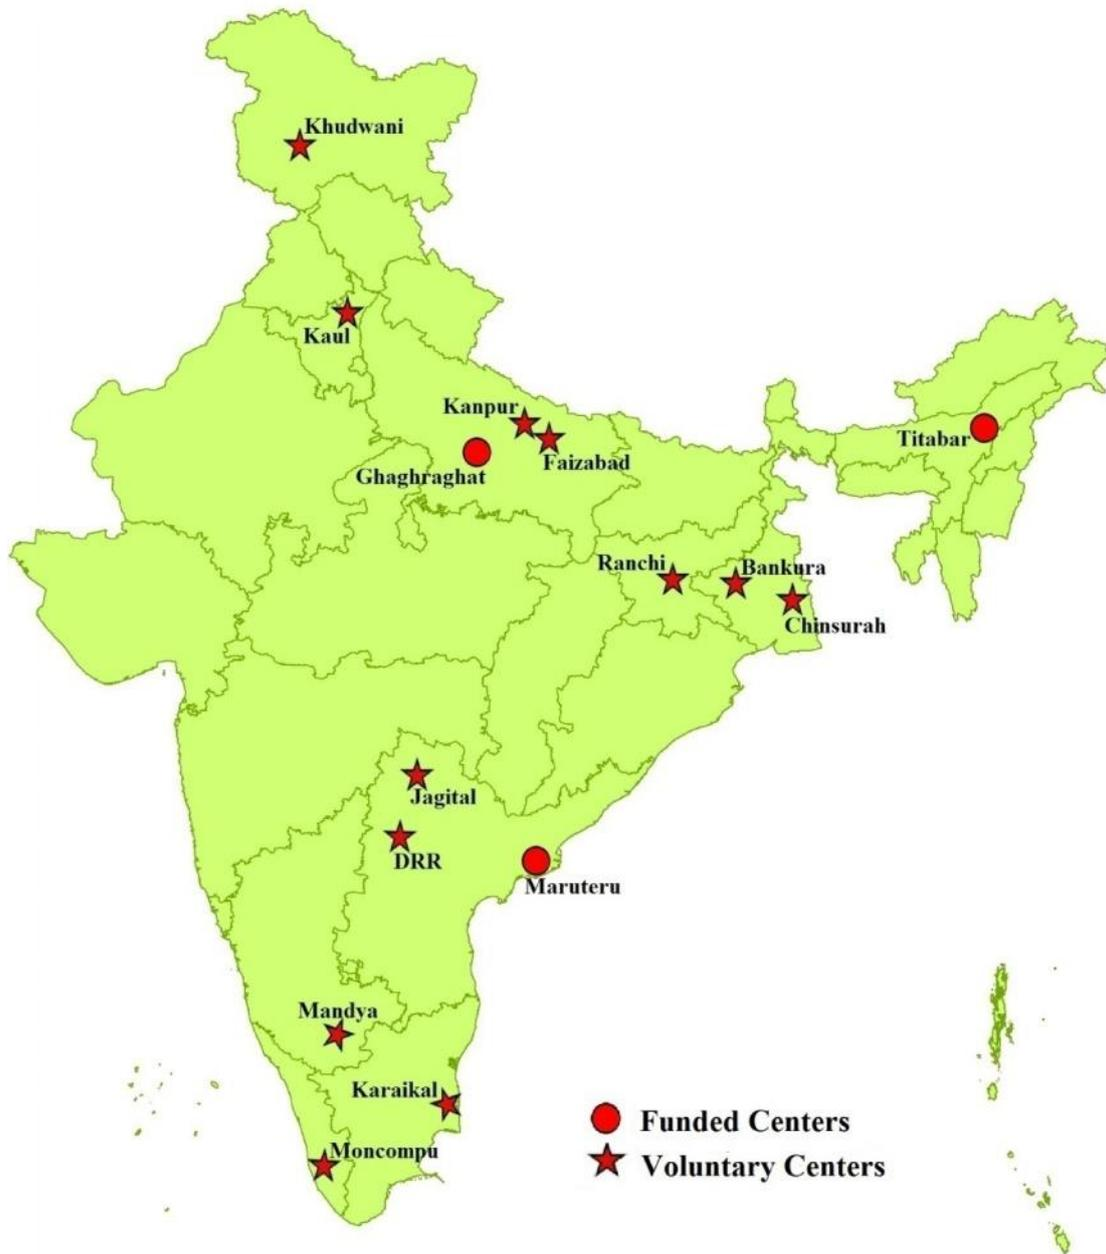 Khudwani
Kaul
Kanpur
Faizabad
Ghaghraghat
Titabar
Ranchi
Bankura
Chinsurah
Jagital
DRR
Maruteru
Mandya
Karaikal
Moncompu
Funded Centers
Voluntary Centers